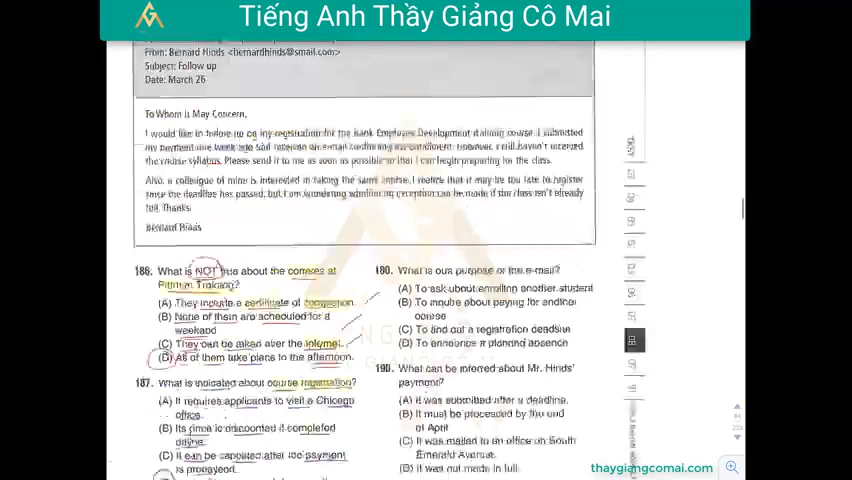 Tiếng Anh Thầy Giảng Cô Mai
From: Bernard Hinds <bernardhinds@smail.com>
Subject: Follow up
Date: March 26
To Whom It May Concern,
I would like to follow up on my registration for the Bank Employee Development training course. I submitted
my payment one week ago and received an e-mail confirming my enrollment. However, I still haven't received
the course syllabus. Please send it to me as soon as possible so that I can begin preparing for the class.
Also, a colleague of mine is interested in taking the same course. I realize that it may be too late to register
since the deadline has passed, but I am wondering whether an exception can be made if the class isn't already
full. Thanks.
Bernard Hinds
186. What is NOT true about the courses at
Training?
(A) They include a certificate of completion.
(B) None of them are scheduled for a
weekend.
(C) They can be taken over the Internet.
(D) All of them take place in the afternoon.
187. What is indicated about course registration?
(A) It requires applicants to visit a Chicago
office.
(B) Its price is discounted if completed
online.
(C) It can be canceled after the payment
is processed.
What is one purpose of the e-mail?
(A) To ask about enrolling another student
(B) To inquire about paying for another
course
(C) To find out a registration deadline
(D) To announce a planned absence
190. What can be inferred about Mr. Hinds'
payment?
(A) It was submitted after a deadline.
(B) It must be processed by the end
of April.
(C) It was mailed to an office on South
Emerald Avenue.
(D) It was not made in full.
thaygiangcomai.com